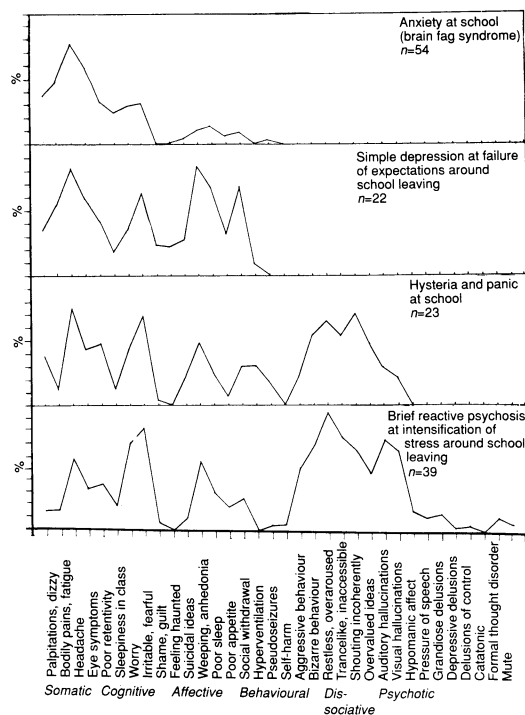 Anxiety at school
(brain fag syndrome)
n=54
%
Simple depression at failure
of expectations around
school leaving
n=22
%
Hysteria and panic
at school
n=23
%
Brief reactive psychosis
at intensification of
stress around school
leaving
n=39
%
Palpitations, dizzy
Bodily pains, fatigue
Headache
Eye symptoms
Poor retentivity
Sleepiness in class
Worry
Irritable, fearful
Shame, guilt
Feeling haunted
Suicidal ideas
Weeping, anhedonia
Poor sleep
Poor appetite
Social withdrawal
Hyperventilation
Pseudoseizures
Self-harm
Aggressive behaviour
Bizarre behaviour
Restless, overaroused
Trancelike, inaccessible
Shouting incoherently
Overvalued ideas
Auditory hallucinations
Visual hallucinations
Hypomanic affect
Pressure of speech
Grandiose delusions
Depressive delusions
Delusions of control
Catatonic
Formal thought disorder
Mute
Somatic Cognitive Affective Behavioural Dis- Psychotic
sociative